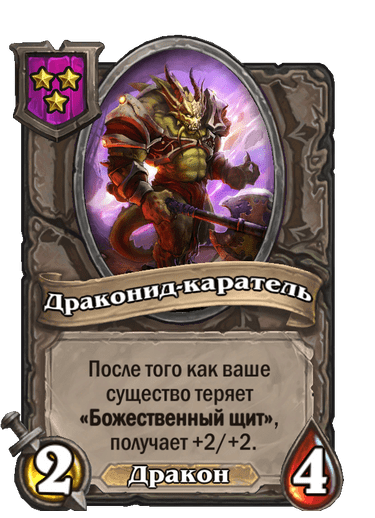 Драконид-каратель
После того как ваше
существо теряет
«Божественный щит»,
получает +2/+2.
2
Дракон
4